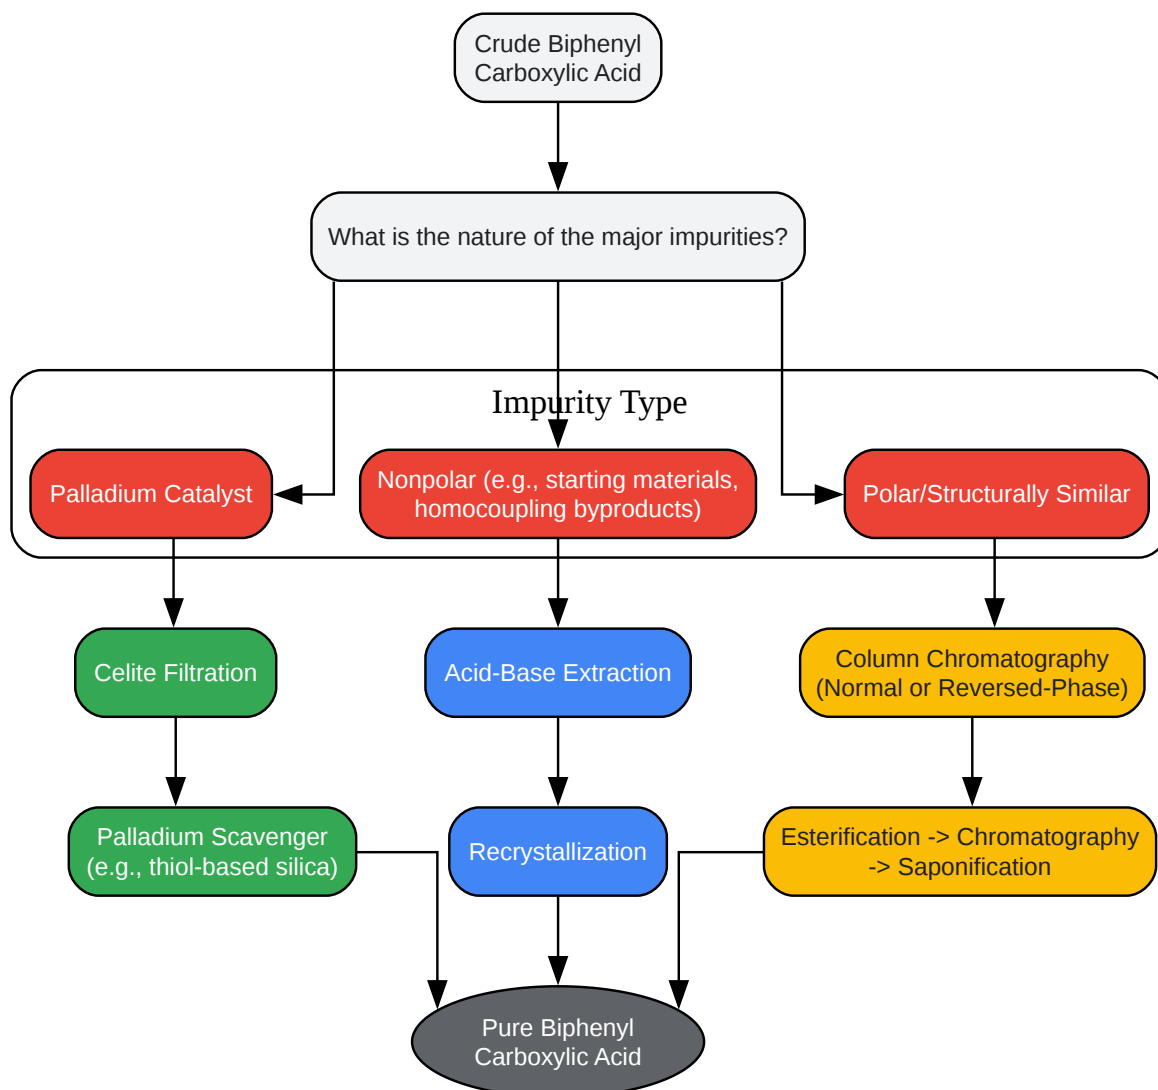 Crude Biphenyl
Carboxylic Acid
What is the nature of the major impurities?
Impurity Type
Palladium Catalyst
Nonpolar (e.g., starting materials,
homocoupling byproducts)
Polar/Structurally Similar
Celite Filtration
Acid-Base Extraction
Column Chromatography
(Normal or Reversed-Phase)
Palladium Scavenger
(e.g., thiol-based silica)
Recrystallization
Esterification -> Chromatography
-> Saponification
Pure Biphenyl
Carboxylic Acid